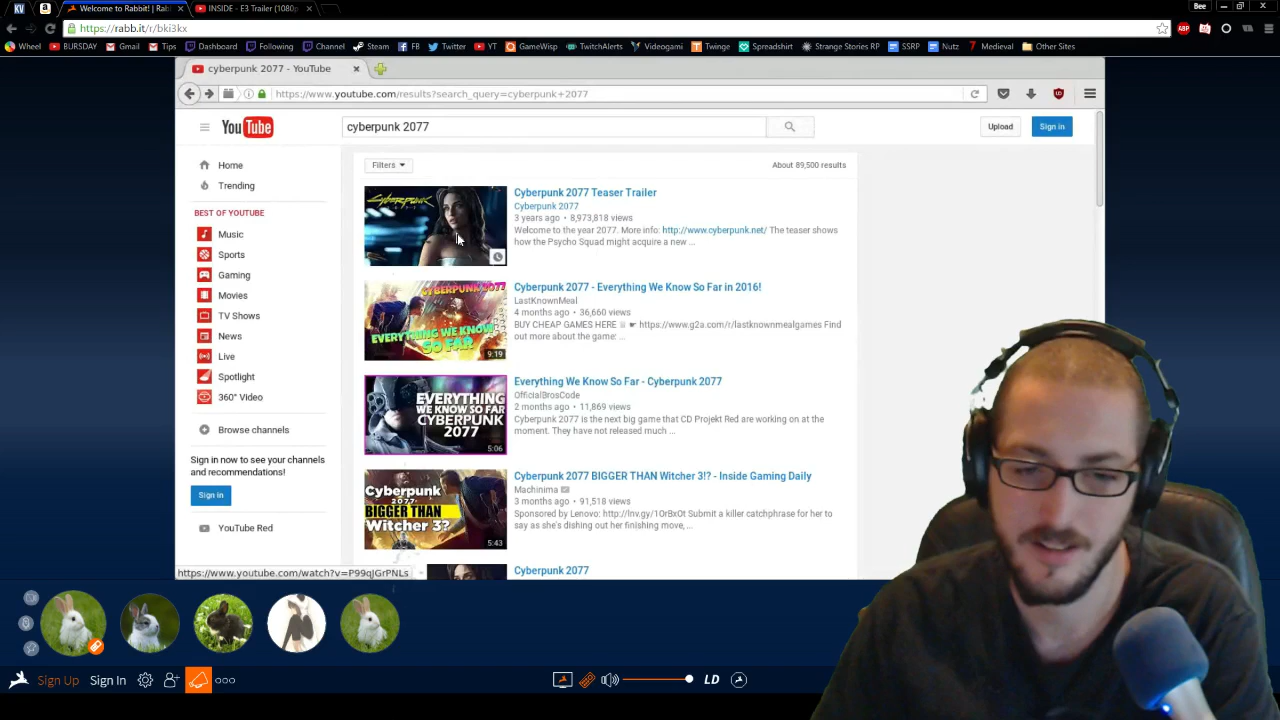 Welcome to Rabbit! | Rab
INSIDE - E3 Trailer (1080p
Bee
https://rabb.it/r/bki3kx
Wheel
BURSDAY
Gmail
Tips
Dashboard
Following
Channel
Steam
FB
Twitter
YT
GameWisp
TwitchAlerts
Videogami
Twinge
Spreadshirt
Strange Stories RP
SSRP
Nutz
Medieval
Other Sites
cyberpunk 2077 - YouTube
https://www.youtube.com/results?search_query=cyberpunk+2077
YouTube
cyberpunk 2077
Upload
Sign in
Home
Trending
BEST OF YOUTUBE
Music
Sports
Gaming
Movies
TV Shows
News
Live
Spotlight
360° Video
Browse channels
Sign in now to see your channels
and recommendations!
Sign in
YouTube Red
Filters
About 89,500 results
CYBERPUNK
Cyberpunk 2077 Teaser Trailer
Cyberpunk 2077
3 years ago • 8,973,818 views
Welcome to the year 2077. More info: http://www.cyberpunk.net/ The teaser shows
how the Psycho Squad might acquire a new ...
CYBERPUNK 2077
EVERYTHING WE KNOW
SO FAR
9:19
Cyberpunk 2077 - Everything We Know So Far in 2016!
LastKnownMeal
4 months ago • 36,660 views
BUY CHEAP GAMES HERE ☛ https://www.g2a.com/r/lastknownmealgames Find
out more about the game: ...
EVERYTHING
WE KNOW SO FAR
CYBERPUNK
2077
5:06
Everything We Know So Far - Cyberpunk 2077
OfficialBrosCode
2 months ago • 11,869 views
Cyberpunk 2077 is the next big game that CD Projekt Red are working on at the
moment. They have not released much ...
Cyberpunk
2077
BIGGER THAN
Witcher 3?
5:43
Cyberpunk 2077 BIGGER THAN Witcher 3!? - Inside Gaming Daily
Machinima
3 months ago • 91,518 views
Sponsored by Lenovo: http://lnv.gy/1OrBxOt Submit a killer catchphrase for her to
say as she's dishing out her finishing move, ...
Cyberpunk 2077
https://www.youtube.com/watch?v=P99qJGrPNLs
Sign Up
Sign In
LD